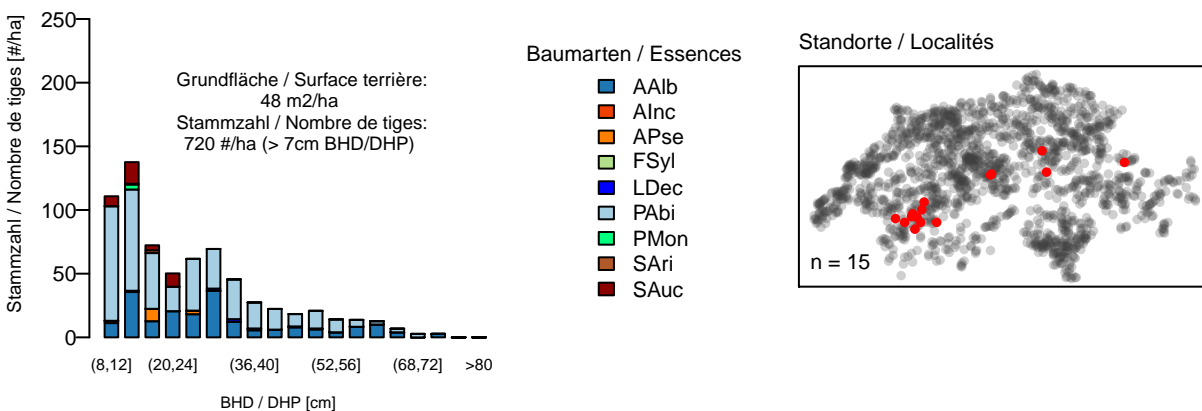 Stammzahl / Nombre de tiges [#/ha]
250
200
150
100
50
0
Grundfläche / Surface terrière:
48 m2/ha
Stammzahl / Nombre de tiges:
720 #/ha (> 7cm BHD/DHP)
(8,12]
(20,24]
(36,40]
(52,56]
(68,72]
>80
BHD / DHP [cm]
Baumarten / Essences
AAlb
AInc
APse
FSyl
LDec
PAbi
PMon
SAri
SAuc
Standorte / Localités
n = 15